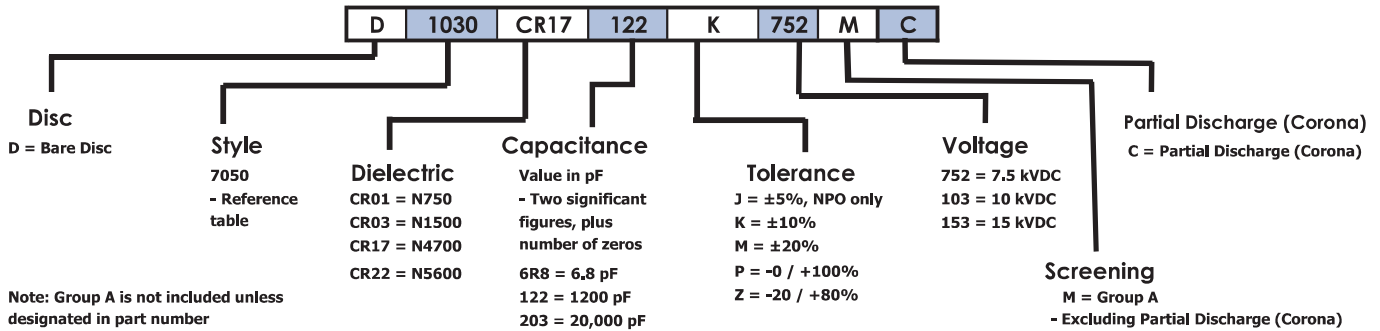 D 1030 CR17 122 K 752 M C
Disc
D = Bare Disc
Style
7050
- Reference
table
Dielectric
CR01 = N750
CR03 = N1500
CR17 = N4700
CR22 = N5600
Capacitance
Value in pF
- Two significant
figures, plus
number of zeros
6R8 = 6.8 pF
122 = 1200 pF
203 = 20,000 pF
Tolerance
J = ±5%, NPO only
K = ±10%
M = ±20%
P = -0 / +100%
Z = -20 / +80%
Voltage
752 = 7.5 kVDC
103 = 10 kVDC
153 = 15 kVDC
Screening
M = Group A
- Excluding Partial Discharge (Corona)
Partial Discharge (Corona)
C = Partial Discharge (Corona)
Note: Group A is not included unless
designated in part number